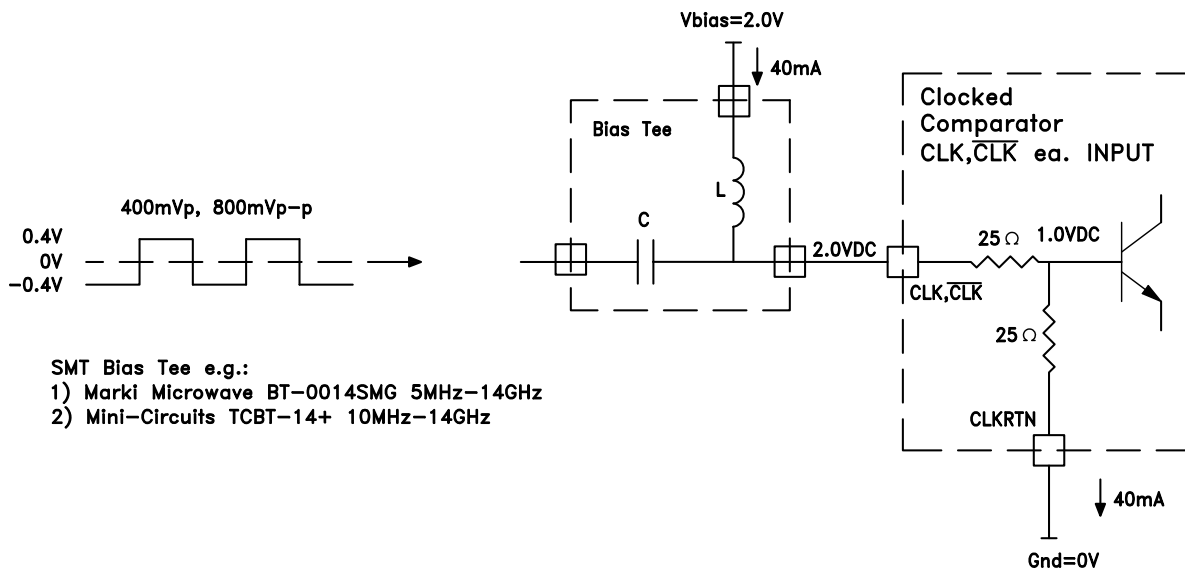 Vbias=2.0V
40mA
Bias Tee
L
C
400mVp, 800mVp-p
0.4V
0V
-0.4V
2.0VDC
Clocked
Comparator
CLK,C̅L̅K̅ ea. INPUT
25Ω
1.0VDC
CLK,C̅L̅K̅
25Ω
CLKRTN
40mA
Gnd=0V
SMT Bias Tee e.g.:
1) Marki Microwave BT-0014SMG 5MHz-14GHz
2) Mini-Circuits TCBT-14+ 10MHz-14GHz